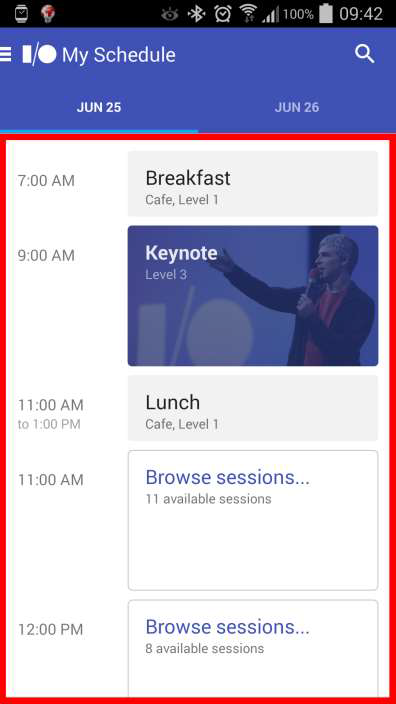 100% 09:42
I/O My Schedule
JUN 25 JUN 26
7:00 AM
Breakfast
Cafe, Level 1
9:00 AM
Keynote
Level 3
I/O
11:00 AM
to 1:00 PM
Lunch
Cafe, Level 1
11:00 AM
Browse sessions...
11 available sessions
12:00 PM
Browse sessions...
8 available sessions